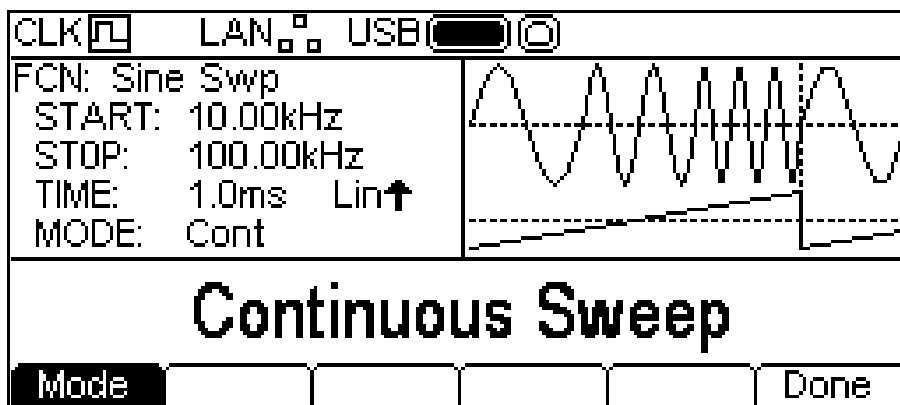 CLK LAN USB
FCN: Sine Swp
START: 10.00kHz
STOP: 100.00kHz
TIME: 1.0ms Lin
MODE: Cont
Continuous Sweep
Mode Done